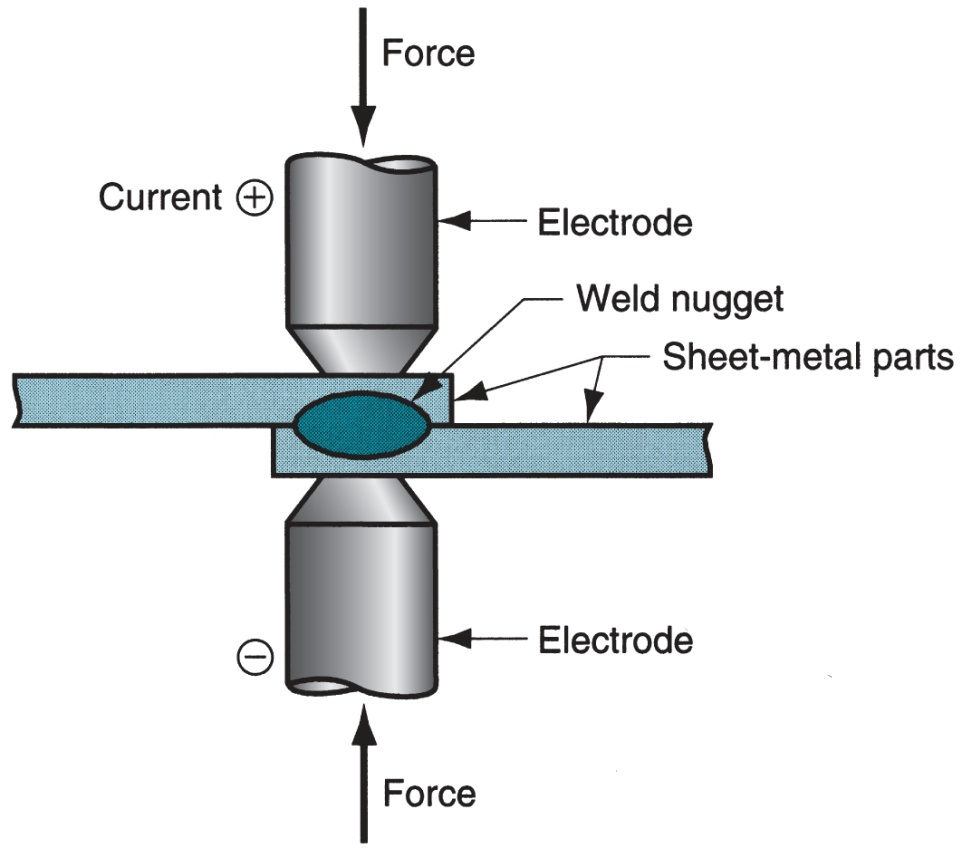 Force
Current ⊕
Electrode
Weld nugget
Sheet-metal parts
Electrode
⊖
Force